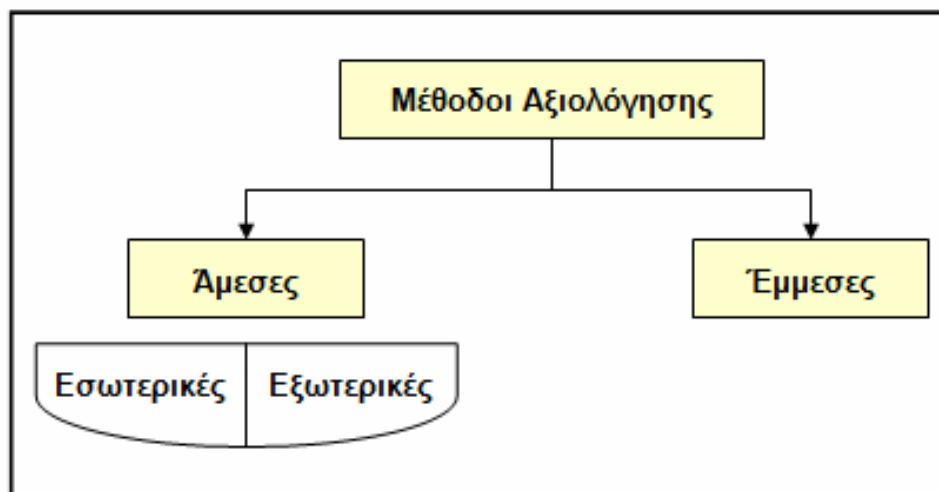 Μέθοδοι Αξιολόγησης
Άμεσες
Έμμεσες
Εσωτερικές
Εξωτερικές